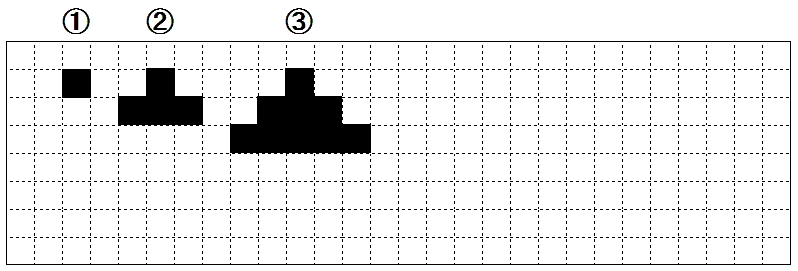 ① ② ③